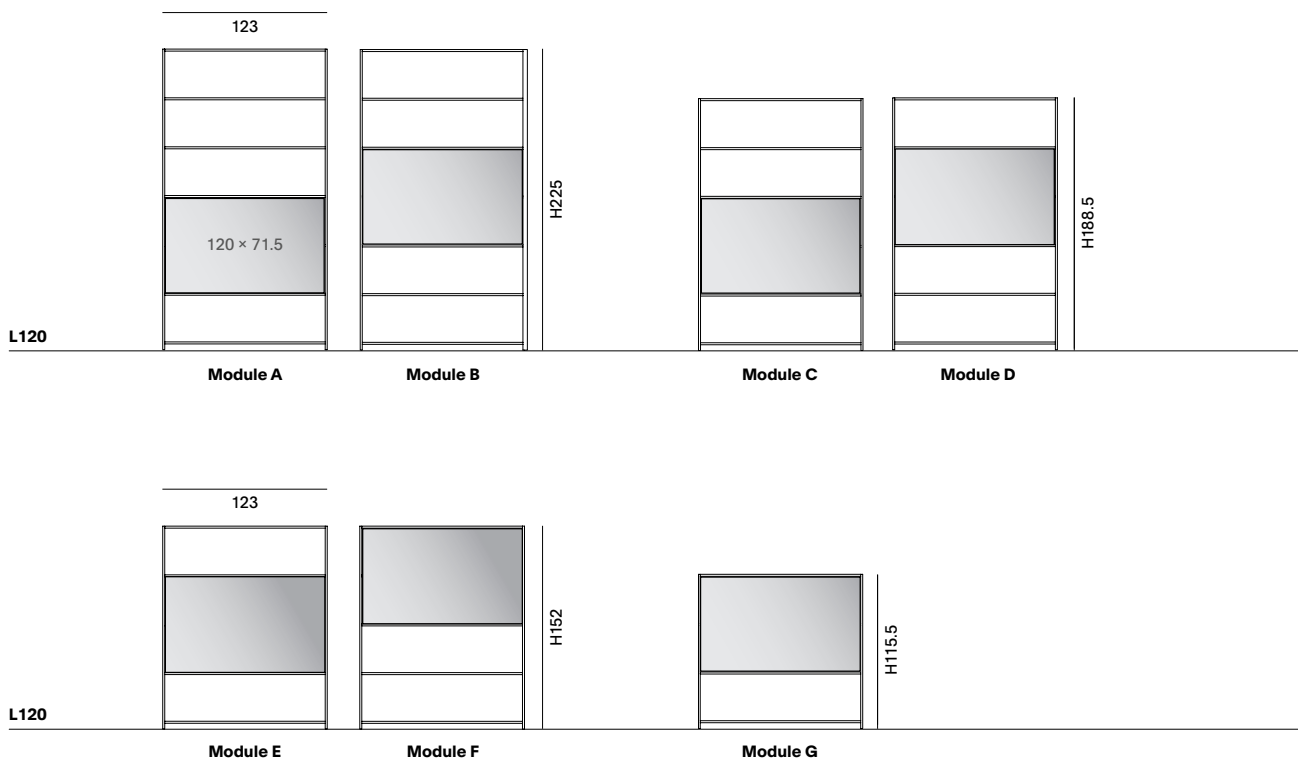 123
H225
H188.5
120 × 71.5
L120
Module A
Module B
Module C
Module D
123
H152
H115.5
L120
Module E
Module F
Module G